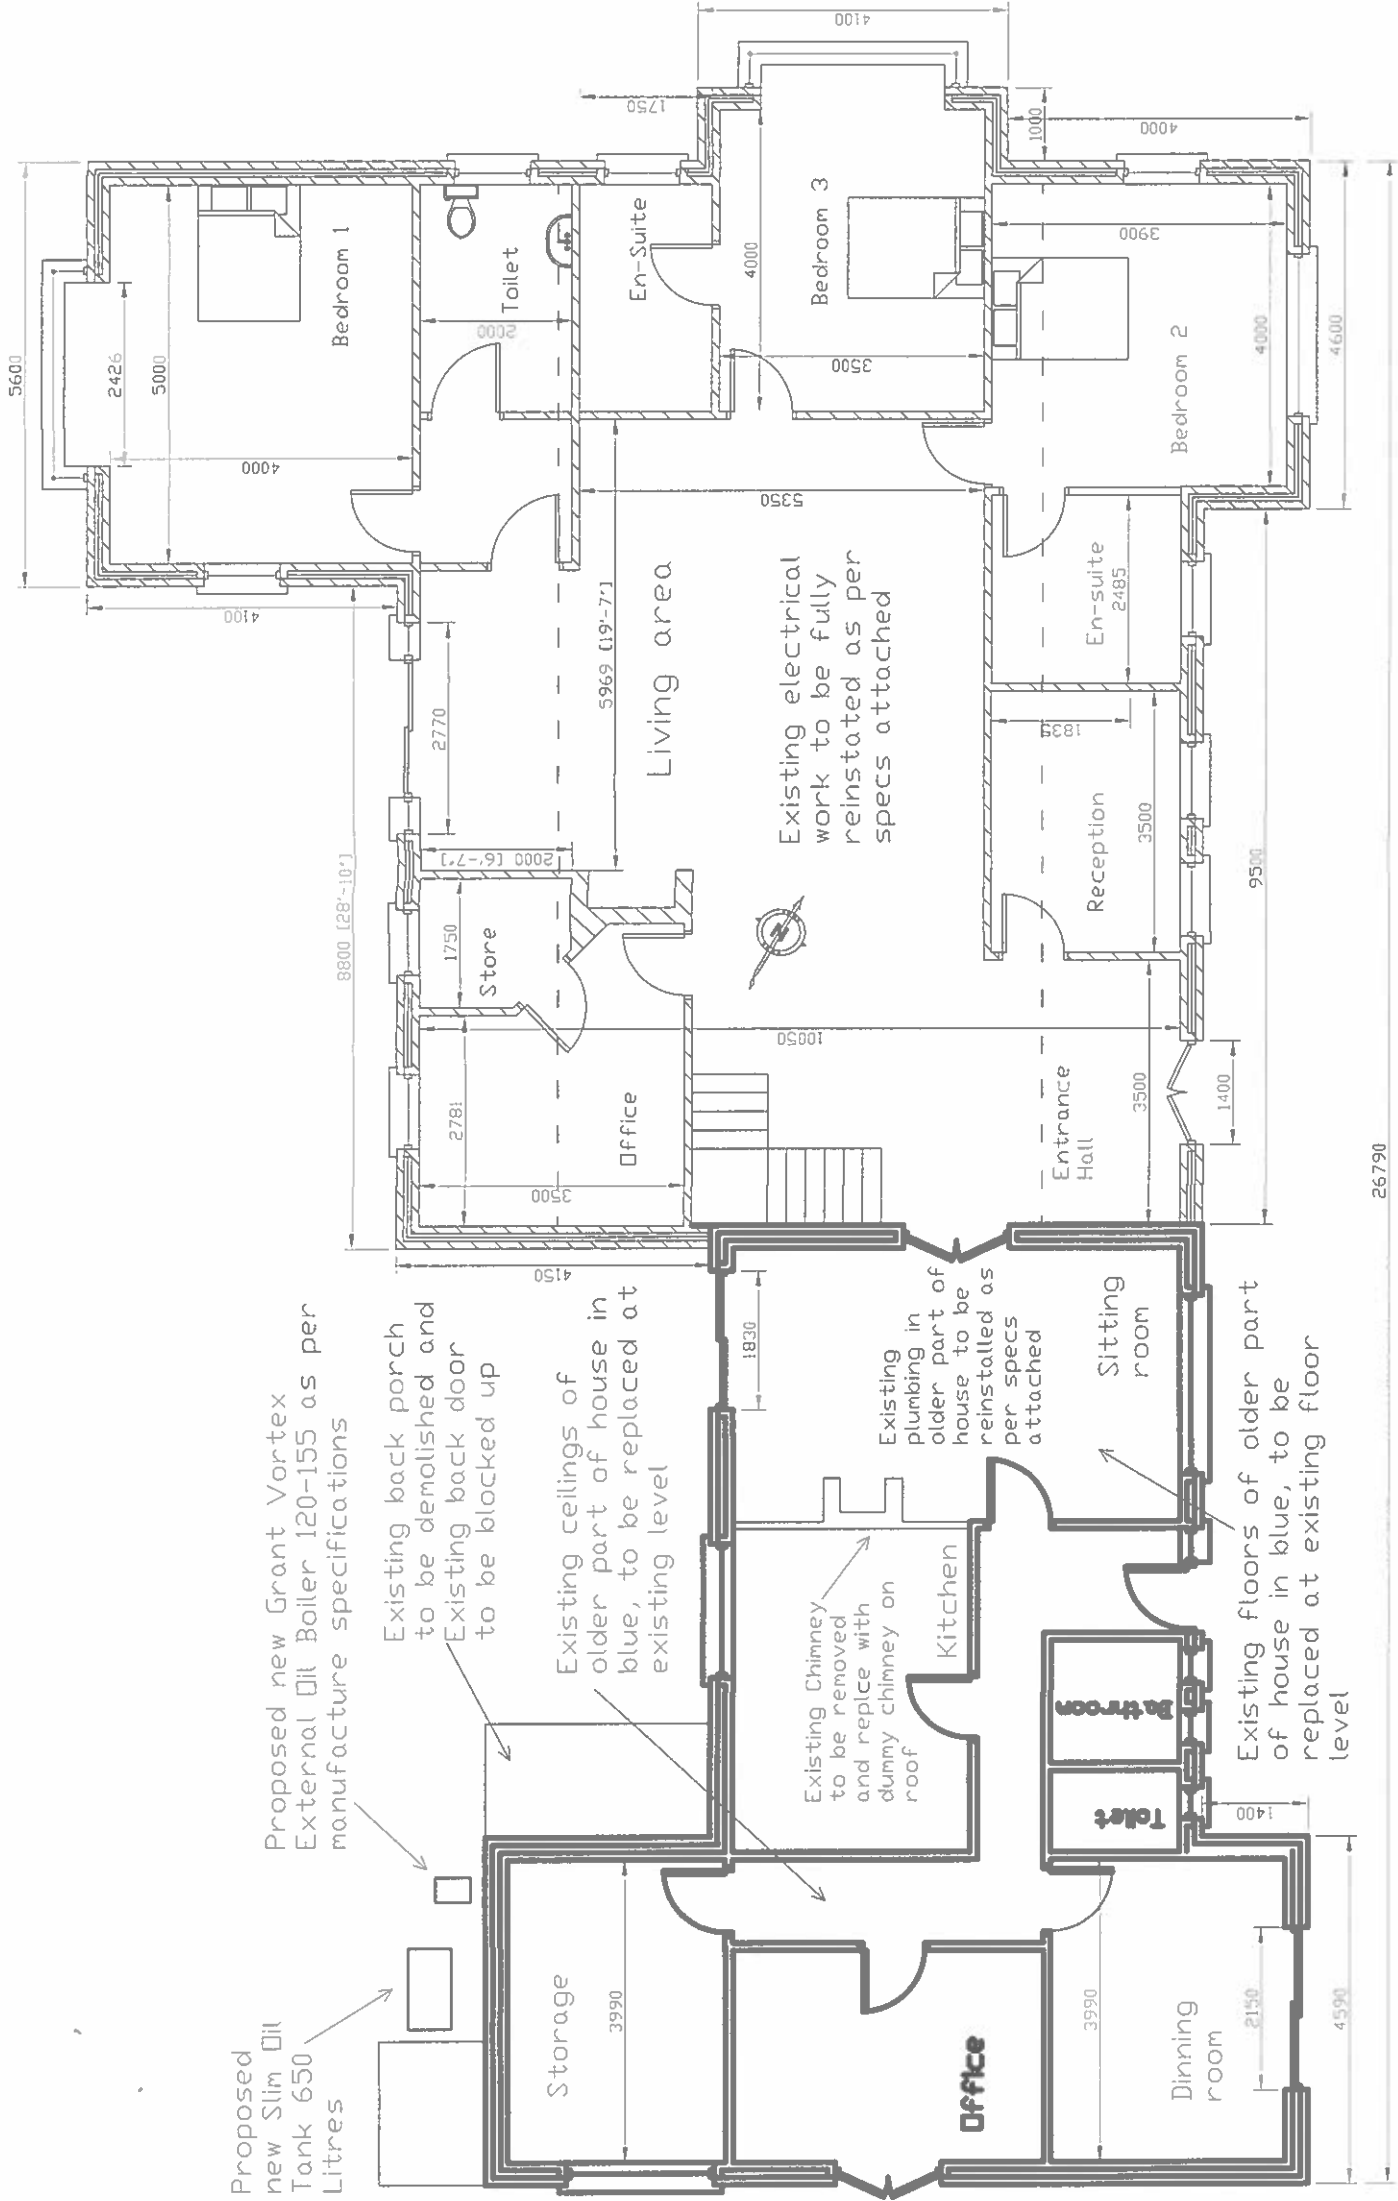 Proposed
new Slim Oil
Tank 650
Litres
Proposed new Grant Vortex
External Oil Boiler 120-155 as per
manufacture specifications
Existing back porch
to be demolished and
Existing back door
to be blocked up
Existing ceilings of
older part of house in
blue, to be replaced at
existing level
Storage
3990
Office
3990
Dinning
room
2150
4590
1400
Toilet
Bathroom
Kitchen
Existing Chimney
to be removed
and replce with
dummy chimney on
roof
1830
Existing
plumbing in
older part of
house to be
reinstalled as
per specs
attached
Sitting
room
Existing floors of older part
of house in blue, to be
replaced at existing floor
level
4150
8800 [28'-10"]
2781
1750
Store
Office
3500
2000 [6'-7"]
2770
5969 [19'-7"]
Living area
Existing electrical
work to be fully
reinstated as per
specs attached
N
10050
Entrance
Hall
3500
1400
Reception
3500
1835
En-suite
2485
9500
26790
4100
5600
2426
5000
4000
Bedroom 1
Toilet
2000
En-Suite
5350
1750
4100
4000
Bedroom 3
3500
1000
4000
3900
Bedroom 2
4000
4600